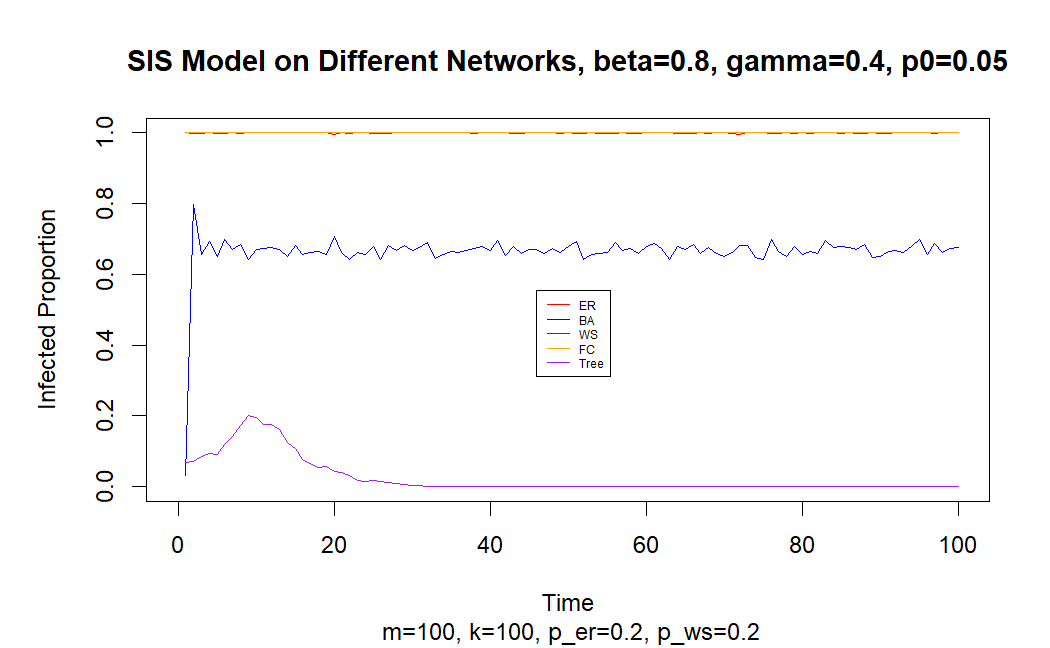 SIS Model on Different Networks, beta=0.8, gamma=0.4, p0=0.05
Infected Proportion
1.0
0.8
0.6
0.4
0.2
0.0
ER
BA
WS
FC
Tree
0 20 40 60 80 100
Time
m=100, k=100, p_er=0.2, p_ws=0.2